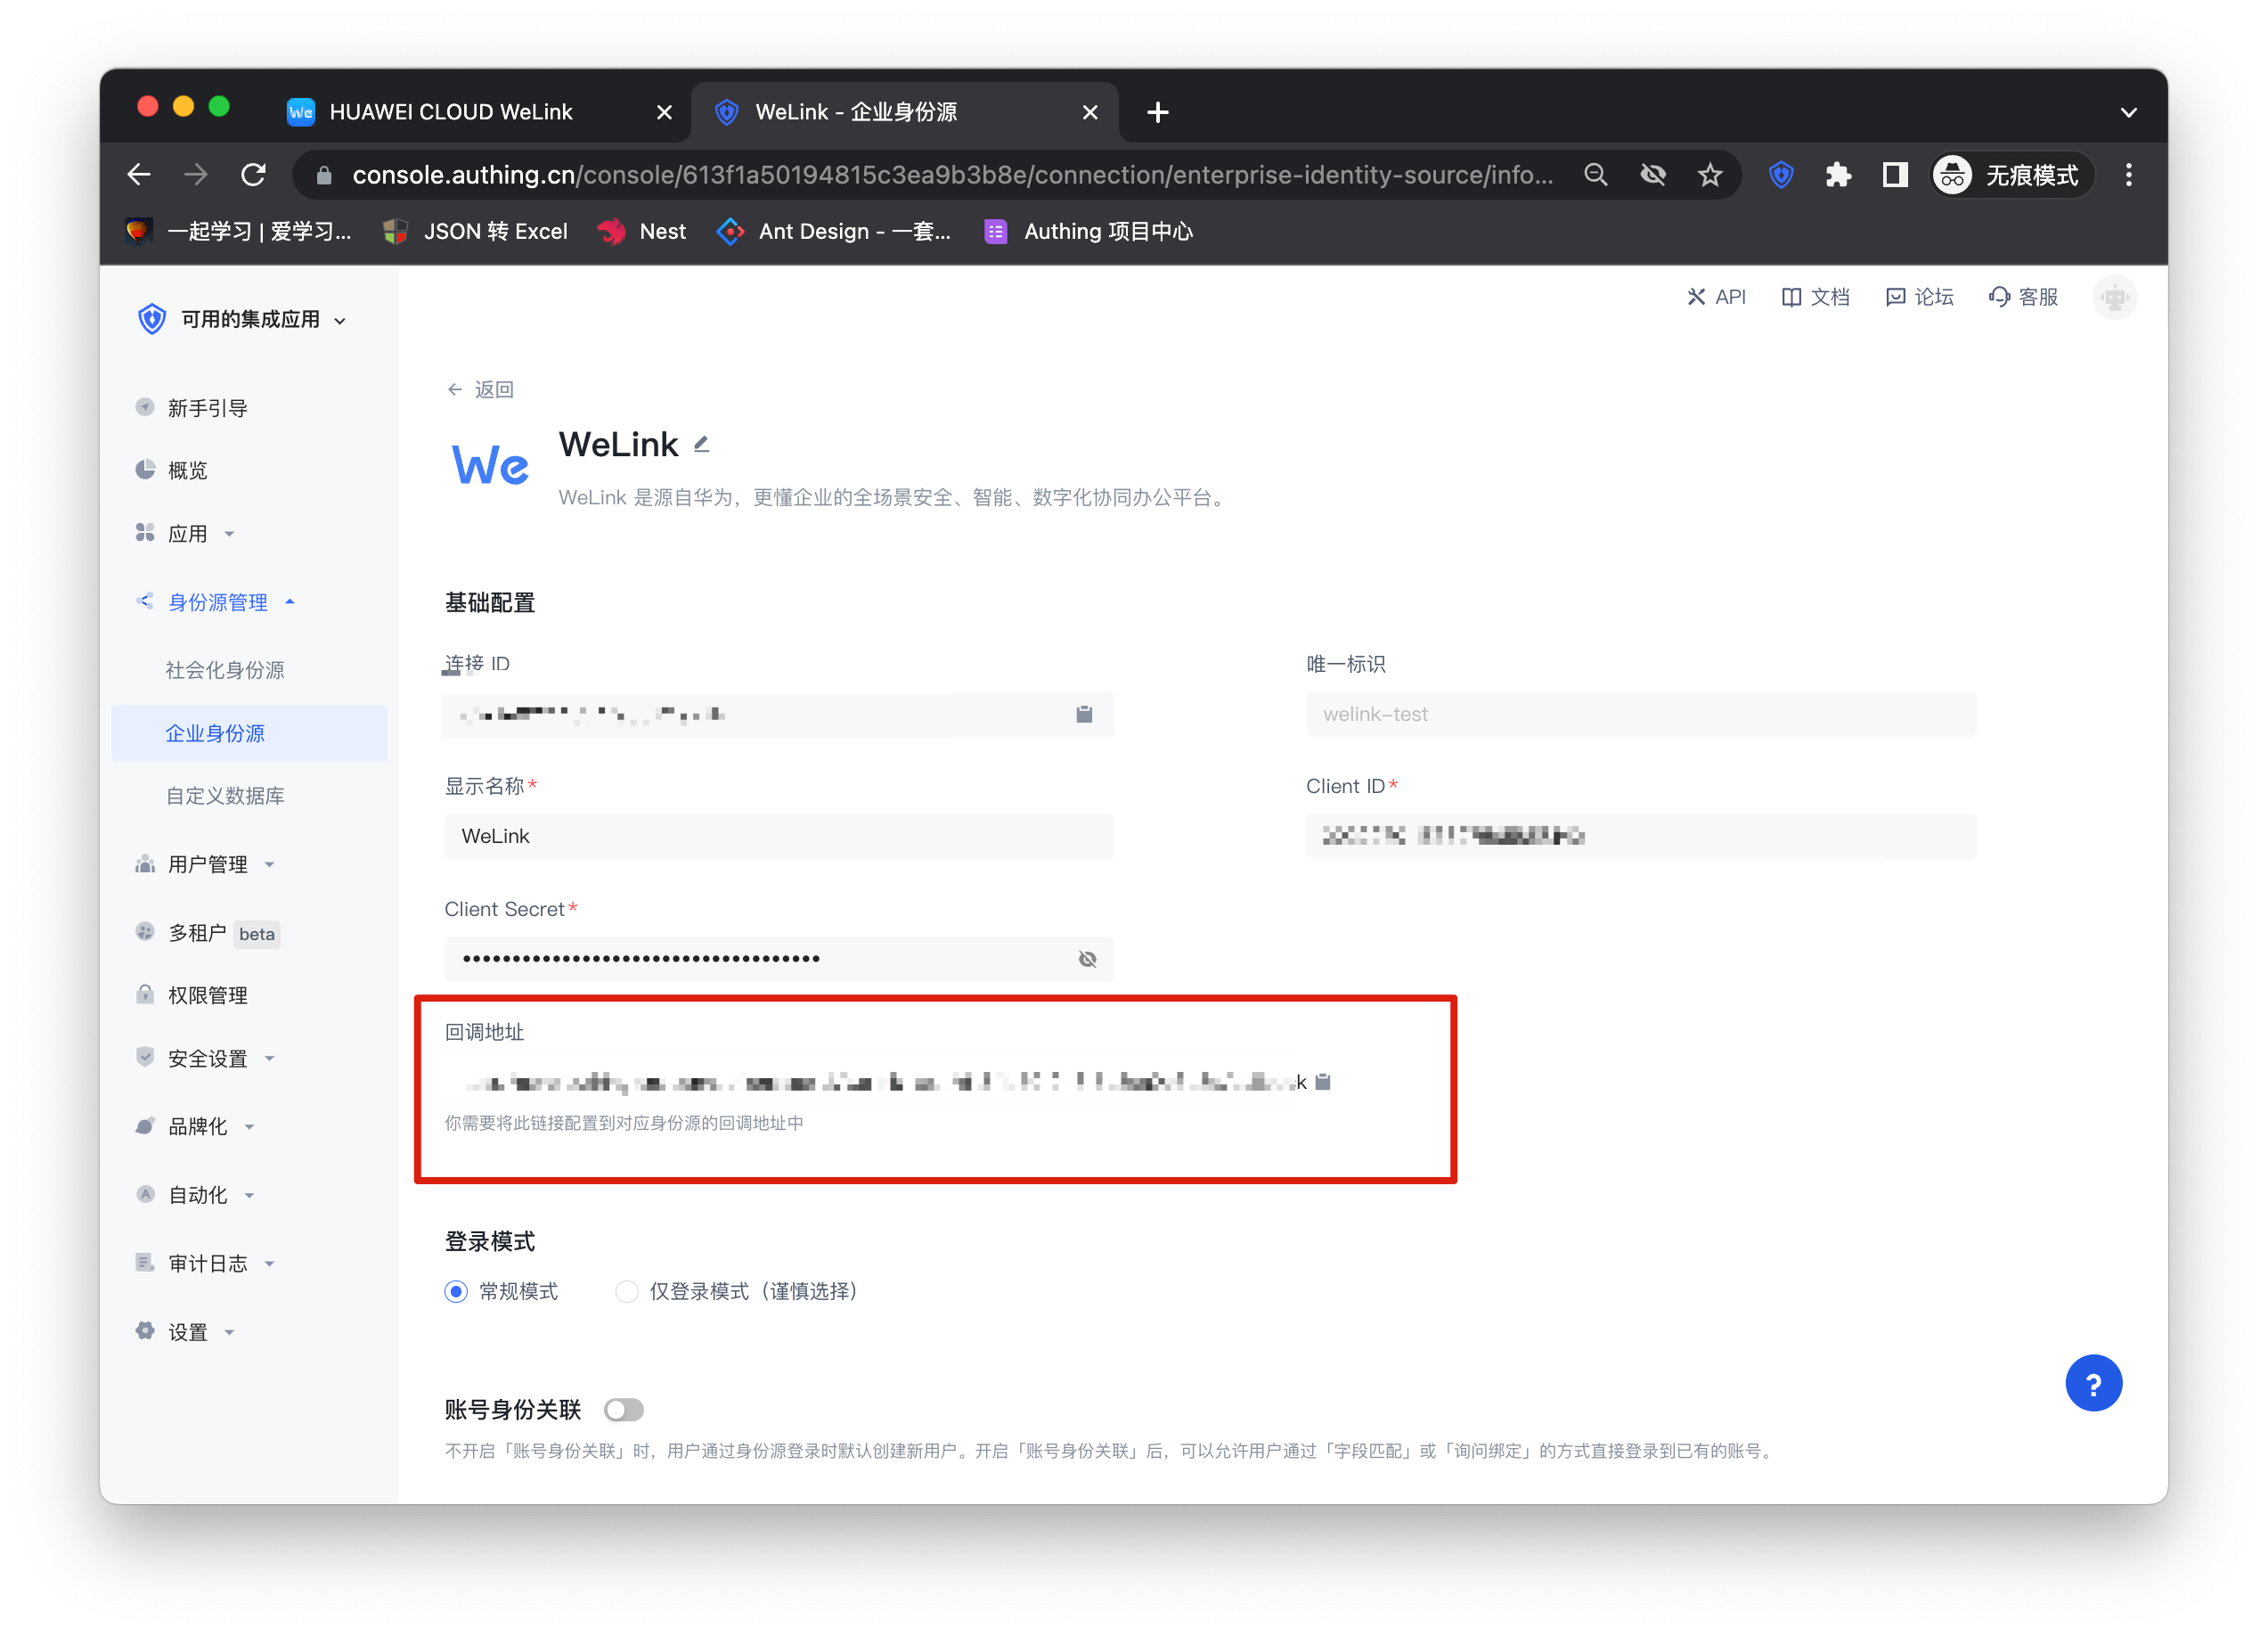 We HUAWEI CLOUD WeLink
WeLink - 企业身份源
console.authing.cn/console/613f1a50194815c3ea9b3b8e/connection/enterprise-identity-source/info...
无痕模式
一起学习 | 爱学习...
JSON 转 Excel
Nest
Ant Design - 一套...
Authing 项目中心
可用的集成应用
API
文档
论坛
客服
新手引导
概览
应用
身份源管理
社会化身份源
企业身份源
自定义数据库
用户管理
多租户 beta
权限管理
安全设置
品牌化
自动化
审计日志
设置
返回
We
WeLink
WeLink 是源自华为，更懂企业的全场景安全、智能、数字化协同办公平台。
基础配置
连接 ID
唯一标识
welink-test
显示名称*
WeLink
Client ID*
Client Secret*
回调地址
k
你需要将此链接配置到对应身份源的回调地址中
登录模式
常规模式
仅登录模式（谨慎选择）
账号身份关联
不开启「账号身份关联」时，用户通过身份源登录时默认创建新用户。开启「账号身份关联」后，可以允许用户通过「字段匹配」或「询问绑定」的方式直接登录到已有的账号。
?